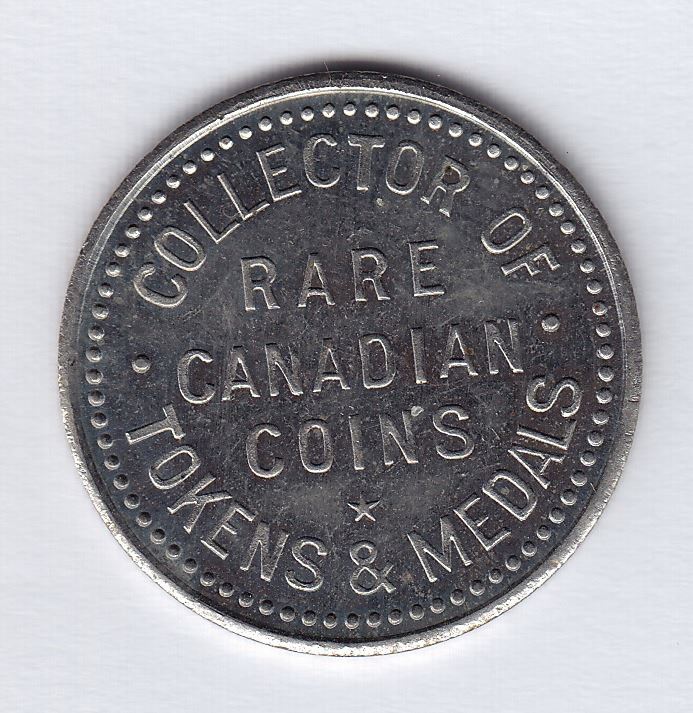 COLLECTOR OF
RARE
CANADIAN
COINS
TOKENS & MEDALS